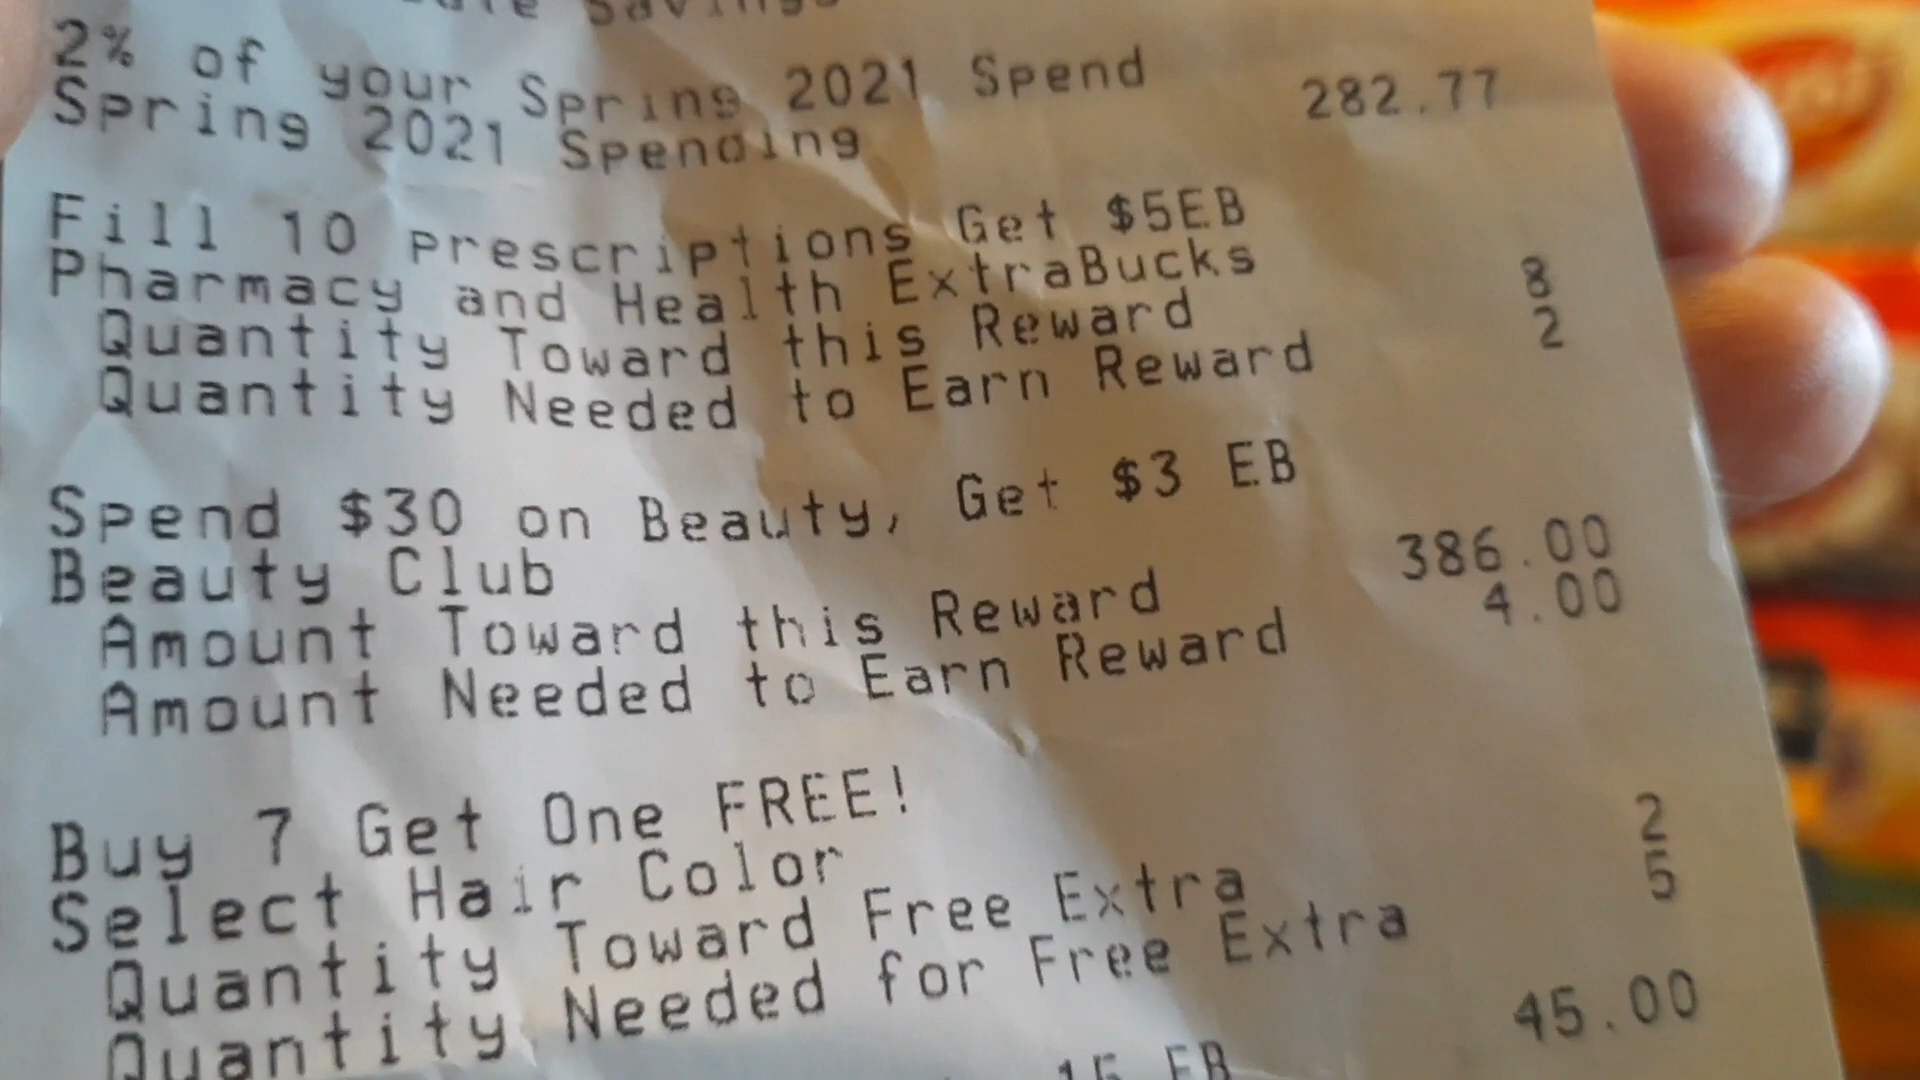 Savings
2% of your Spring 2021 Spend
Spring 2021 Spending 282.77
Fill 10 prescriptions Get $5EB
Pharmacy and Health ExtraBucks
Quantity Toward this Reward 8
Quantity Needed to Earn Reward 2
Spend $30 on Beauty, Get $3 EB
Beauty Club
Amount Toward this Reward 386.00
Amount Needed to Earn Reward 4.00
Buy 7 Get One FREE!
Select Hair Color
Quantity Toward Free Extra 2
Quantity Needed for Free Extra 5
45.00
EB